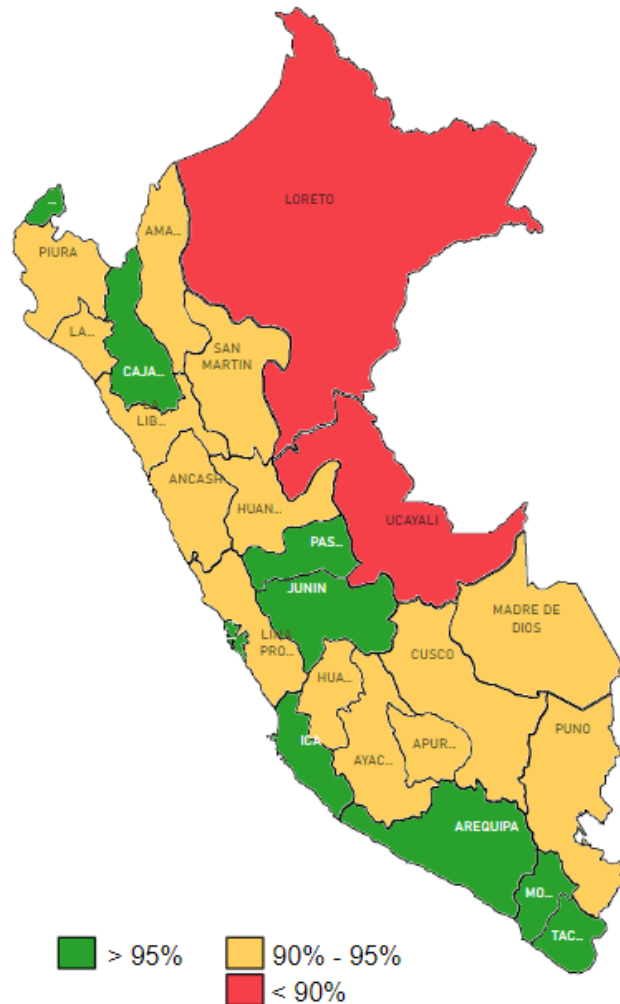 LORETO
...
AMA...
PIURA
LA...
SAN
MARTIN
CAJA...
LA
LIB...
ANCASH
HUAN...
UCAYALI
PAS...
JUNIN
MADRE DE
DIOS
LIMA
PRO...
CUSCO
HUA...
PUNO
ICA
APUR...
AYAC...
AREQUIPA
MO...
TAC...
> 95%
90% - 95%
< 90%